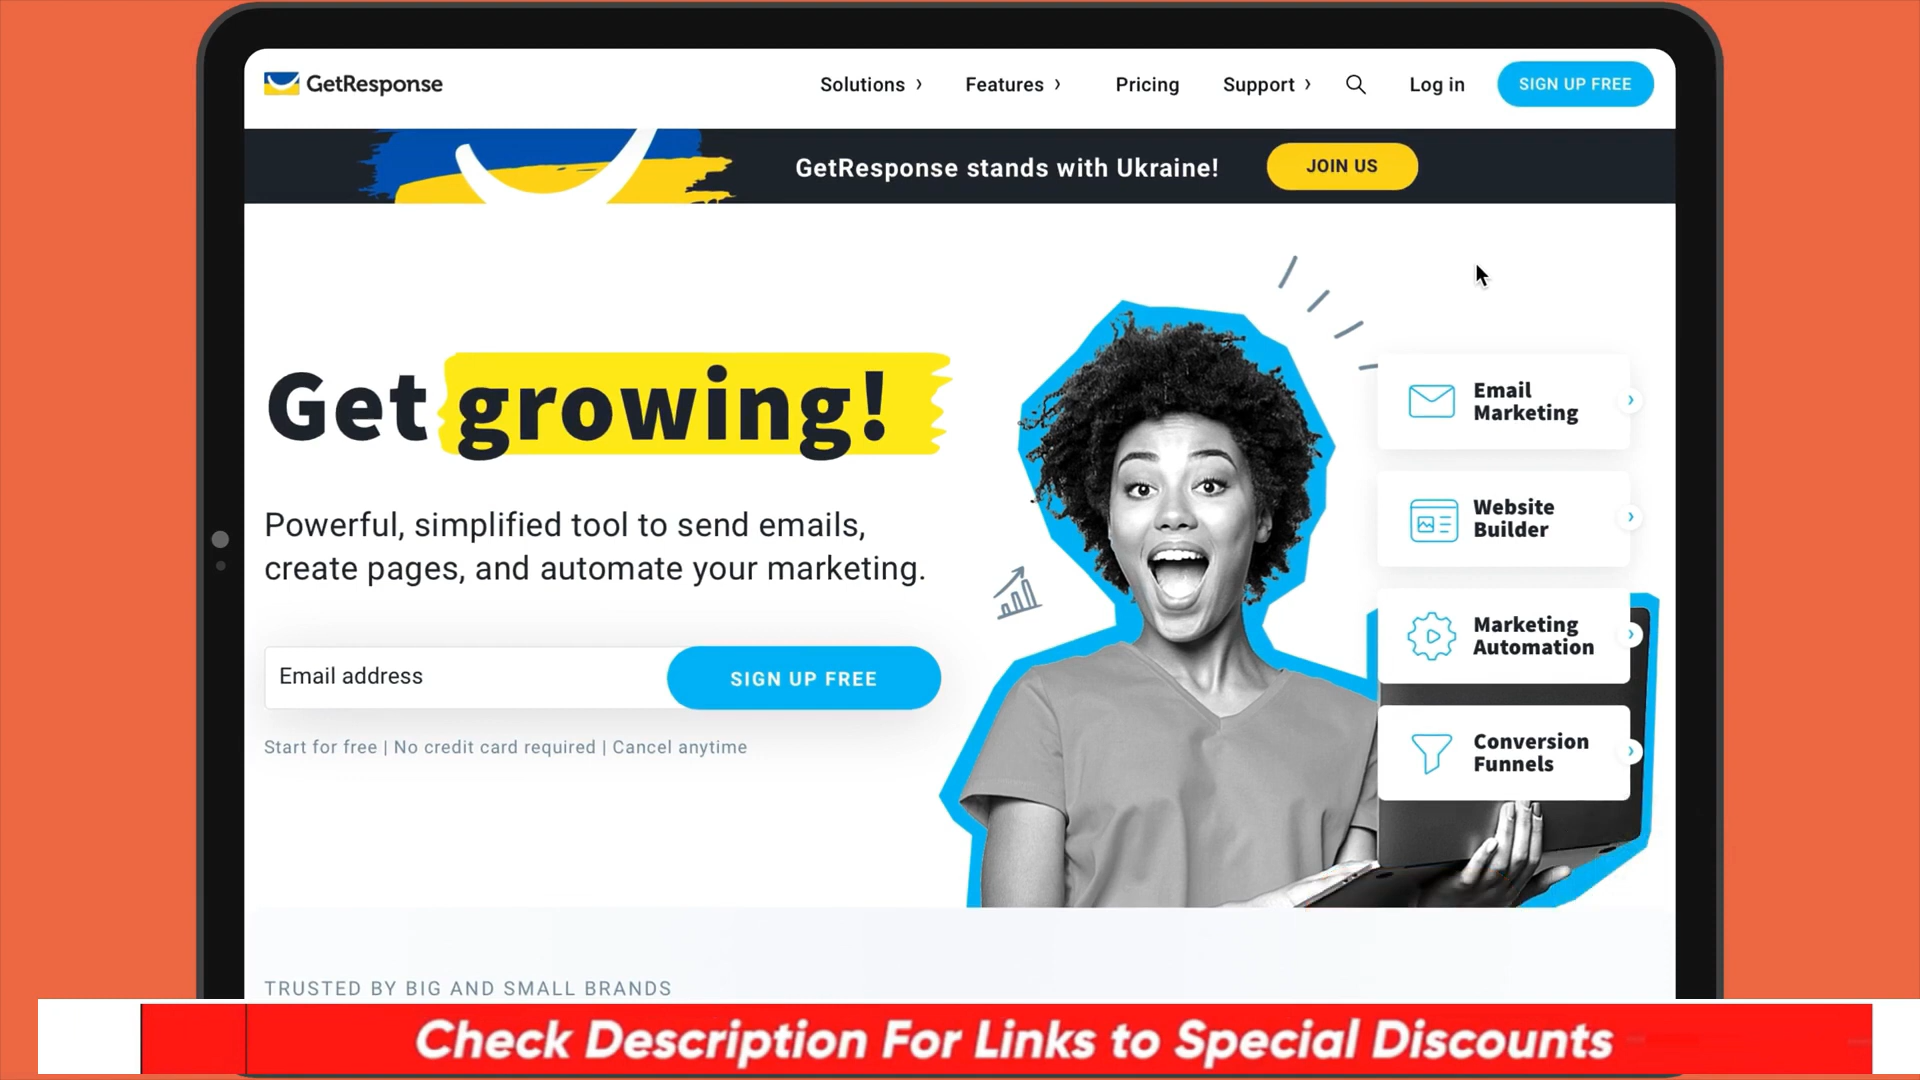 GetResponse
Solutions
Features
Pricing
Support
Log in
SIGN UP FREE
GetResponse stands with Ukraine!
JOIN US
Get growing!
Powerful, simplified tool to send emails,
create pages, and automate your marketing.
Email address
SIGN UP FREE
Start for free | No credit card required | Cancel anytime
Email
Marketing
Website
Builder
Marketing
Automation
Conversion
Funnels
TRUSTED BY BIG AND SMALL BRANDS
Check Description For Links to Special Discounts